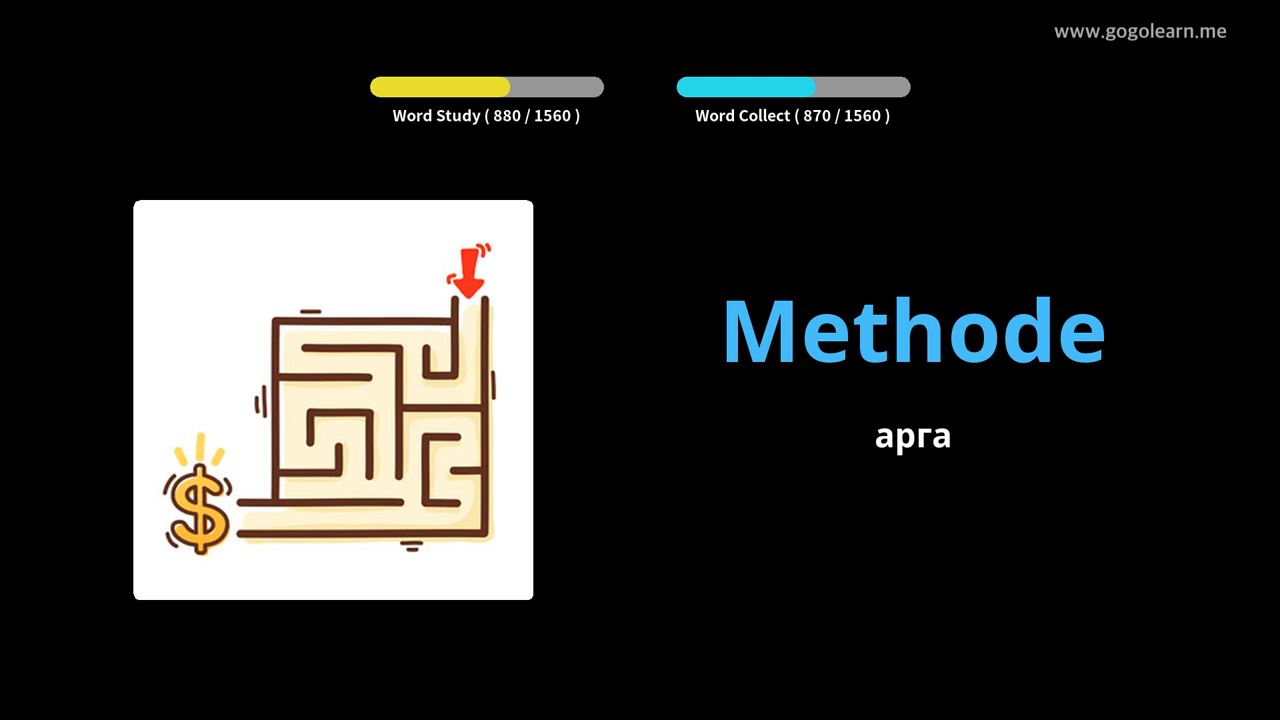 www.gogolearn.me
Word Study ( 880 / 1560 )
Word Collect ( 870 / 1560 )
$
Methode
арга